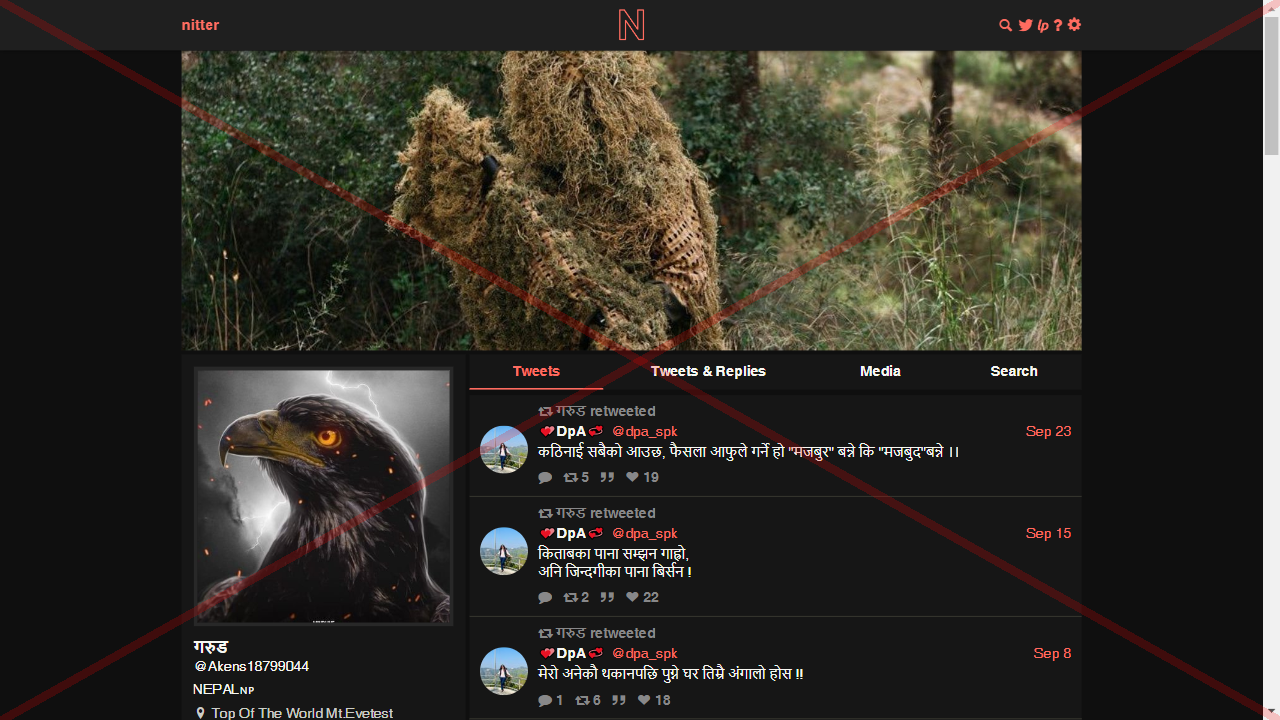 nitter
N
lp ?
Tweets Tweets & Replies Media Search
गरुड retweeted
DpA @dpa_spk Sep 23
कठिनाई सबैको आउछ, फैसला आफुले गर्ने हो "मजबुर" बन्ने कि "मजबुद"बन्ने ।।
5 19
गरुड retweeted
DpA @dpa_spk Sep 15
किताबका पाना सम्झन गाह्रो,
अनि जिन्दगीका पाना बिर्सन !
2 22
गरुड retweeted
DpA @dpa_spk Sep 8
मेरो अनेकौ थकानपछि पुग्ने घर तिम्रै अंगालो होस !!
1 6 18
गरुड
@Akens18799044
NEPAL NP
Top Of The World Mt.Evetest